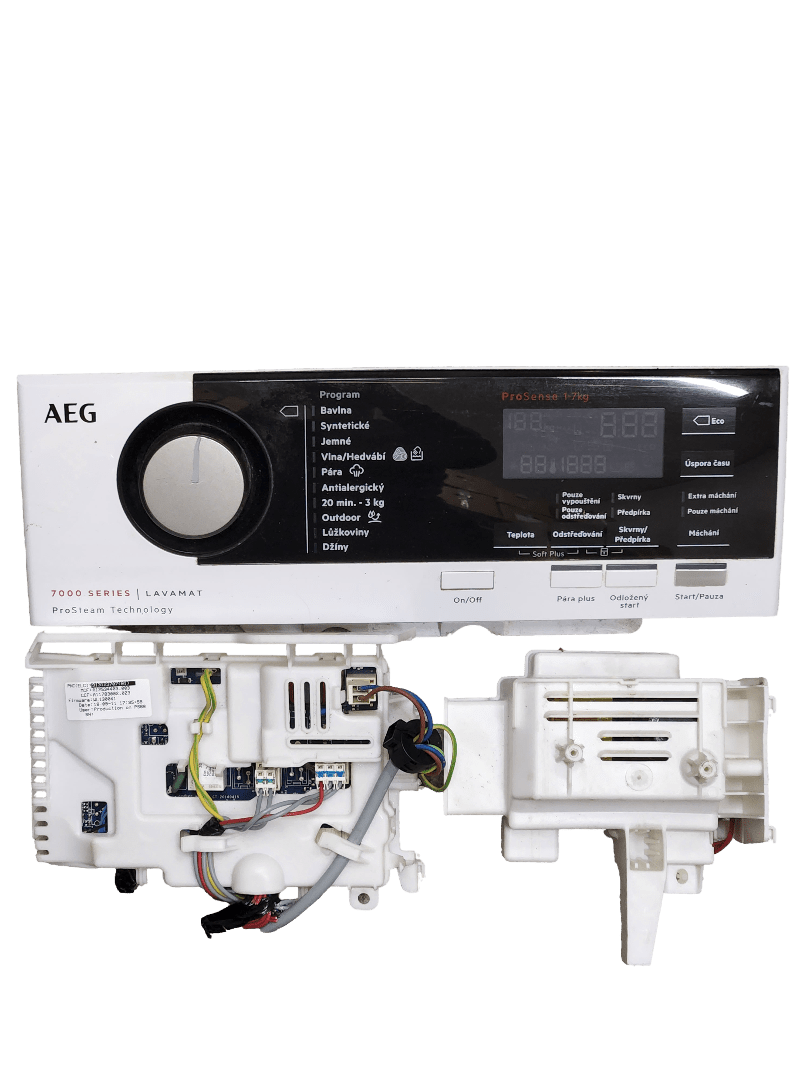 AEG
Program
Bavlna
Syntetické
Jemné
Vlna/Hedvábí
Pára
Antialergický
20 min. - 3 kg
Outdoor
Lůžkoviny
Džíny
ProSense 1-7kg
Eco
Úspora času
Pouze vypouštění
Pouze odstřeďování
Skvrny
Předpírka
Extra máchání
Pouze máchání
Teplota
Odstřeďování
Skvrny/
Předpírka
Máchání
Soft Plus
7000 SERIES | LAVAMAT
ProSteam Technology
On/Off
Pára plus
Odložený
start
Start/Pauza